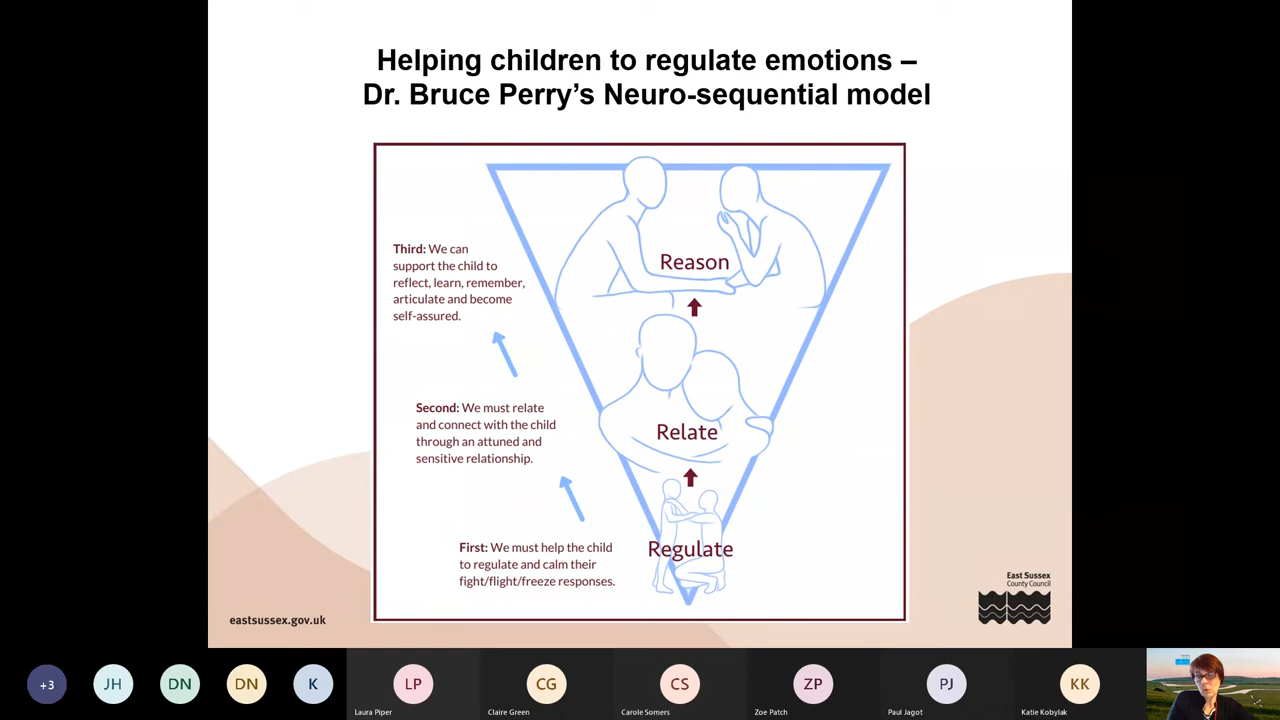 Helping children to regulate emotions –
Dr. Bruce Perry's Neuro-sequential model
Third: We can
support the child to
reflect, learn, remember,
articulate and become
self-assured.
Reason
Second: We must relate
and connect with the child
through an attuned and
sensitive relationship.
Relate
First: We must help the child
to regulate and calm their
fight/flight/freeze responses.
Regulate
eastsussex.gov.uk
East Sussex
County Council
+3
JH
DN
DN
K
LP
Laura Piper
CG
Claire Green
CS
Carole Somers
ZP
Zoe Patch
PJ
Paul Jagot
KK
Katie Kobylak